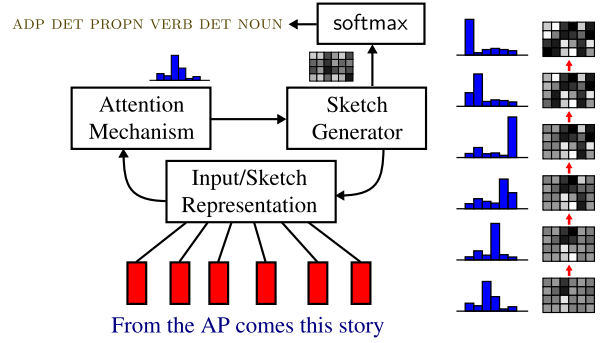 ADP DET PROPN VERB DET NOUN
softmax
Attention
Mechanism
Sketch
Generator
Input/Sketch
Representation
From the AP comes this story